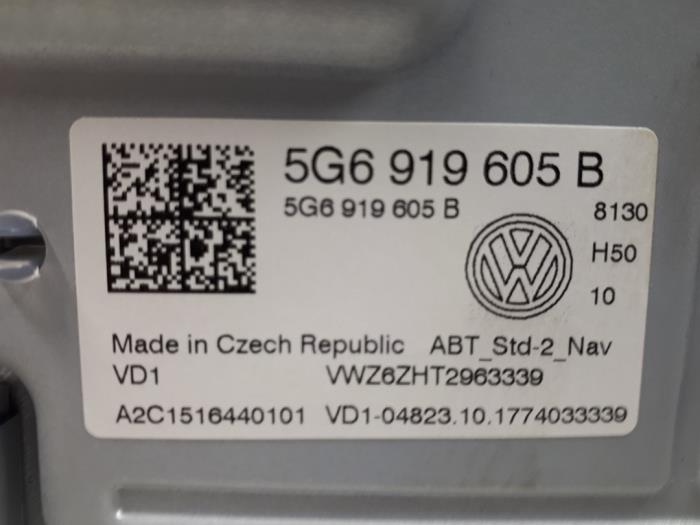 5G6 919 605 B
5G6 919 605 B
8130
H50
10
Made in Czech Republic ABT_Std-2_Nav
VD1 VWZ6ZHT2963339
A2C1516440101 VD1-04823.10.1774033339